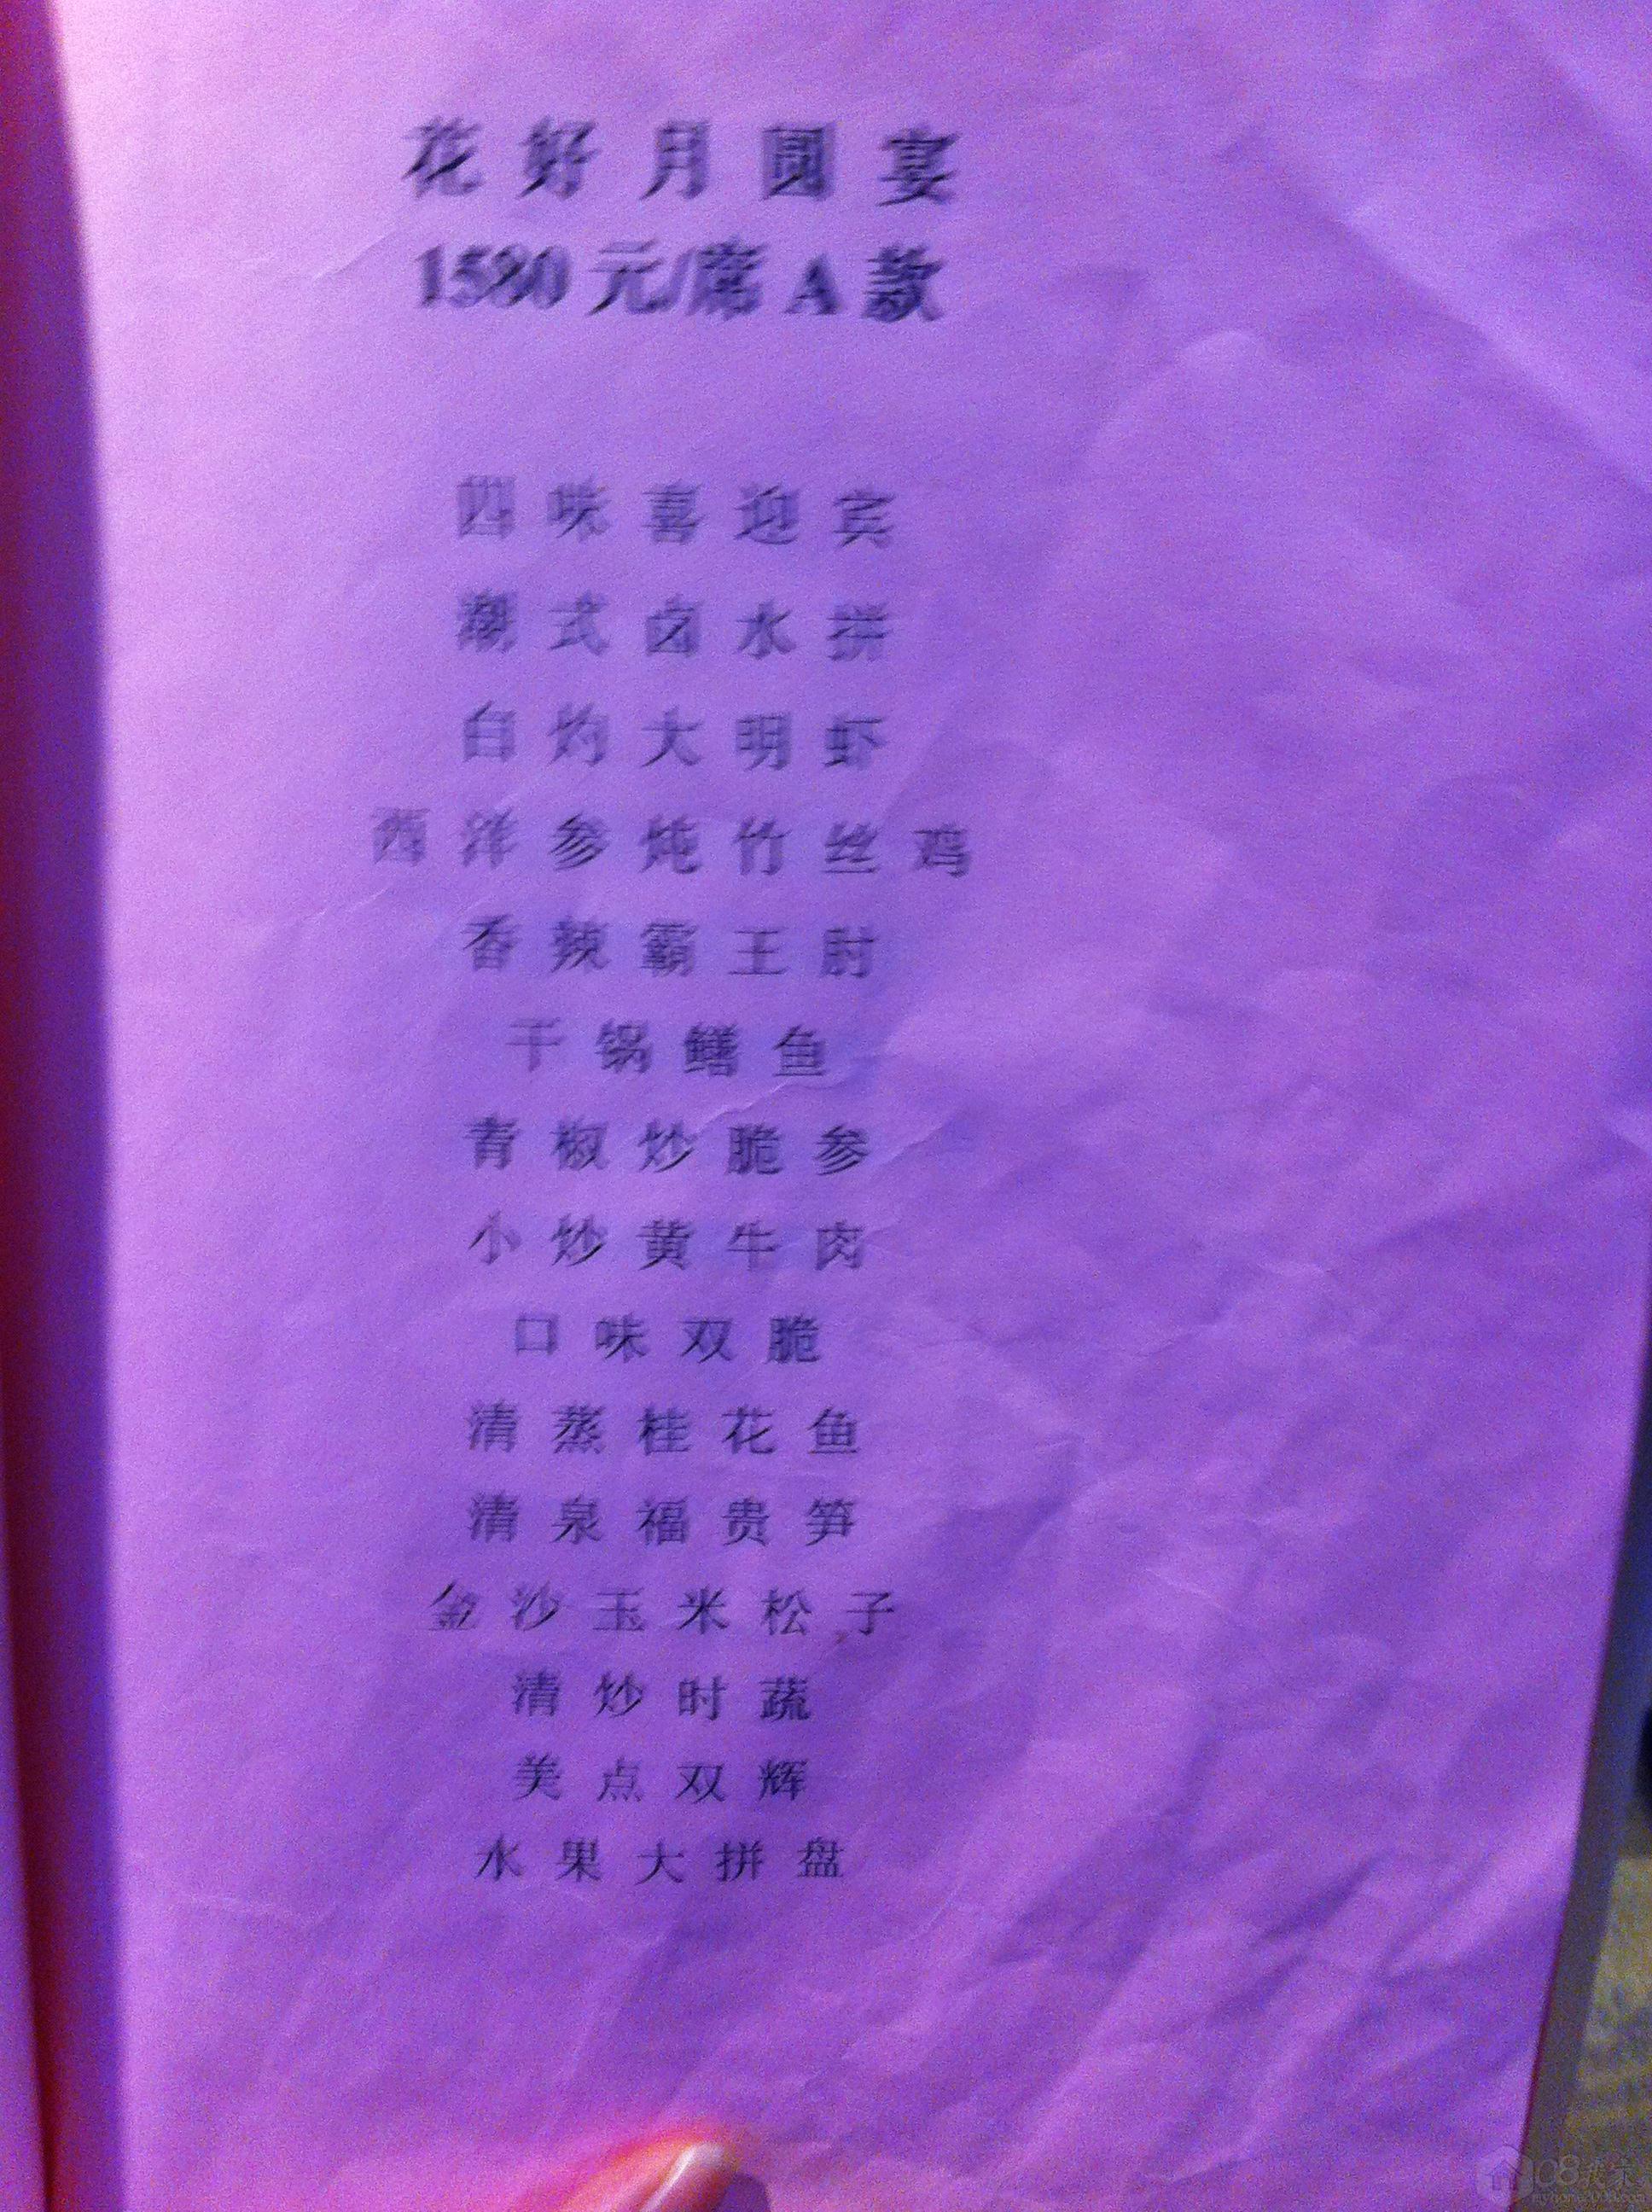 花好月圆宴
1580元/席A款
四味喜迎宾
潮式卤水拼
白灼大明虾
西洋参炖竹丝鸡
香辣霸王肘
干锅鳝鱼
青椒炒脆参
小炒黄牛肉
口味双脆
清蒸桂花鱼
清泉福贵笋
金沙玉米松子
清炒时蔬
美点双辉
水果大拼盘